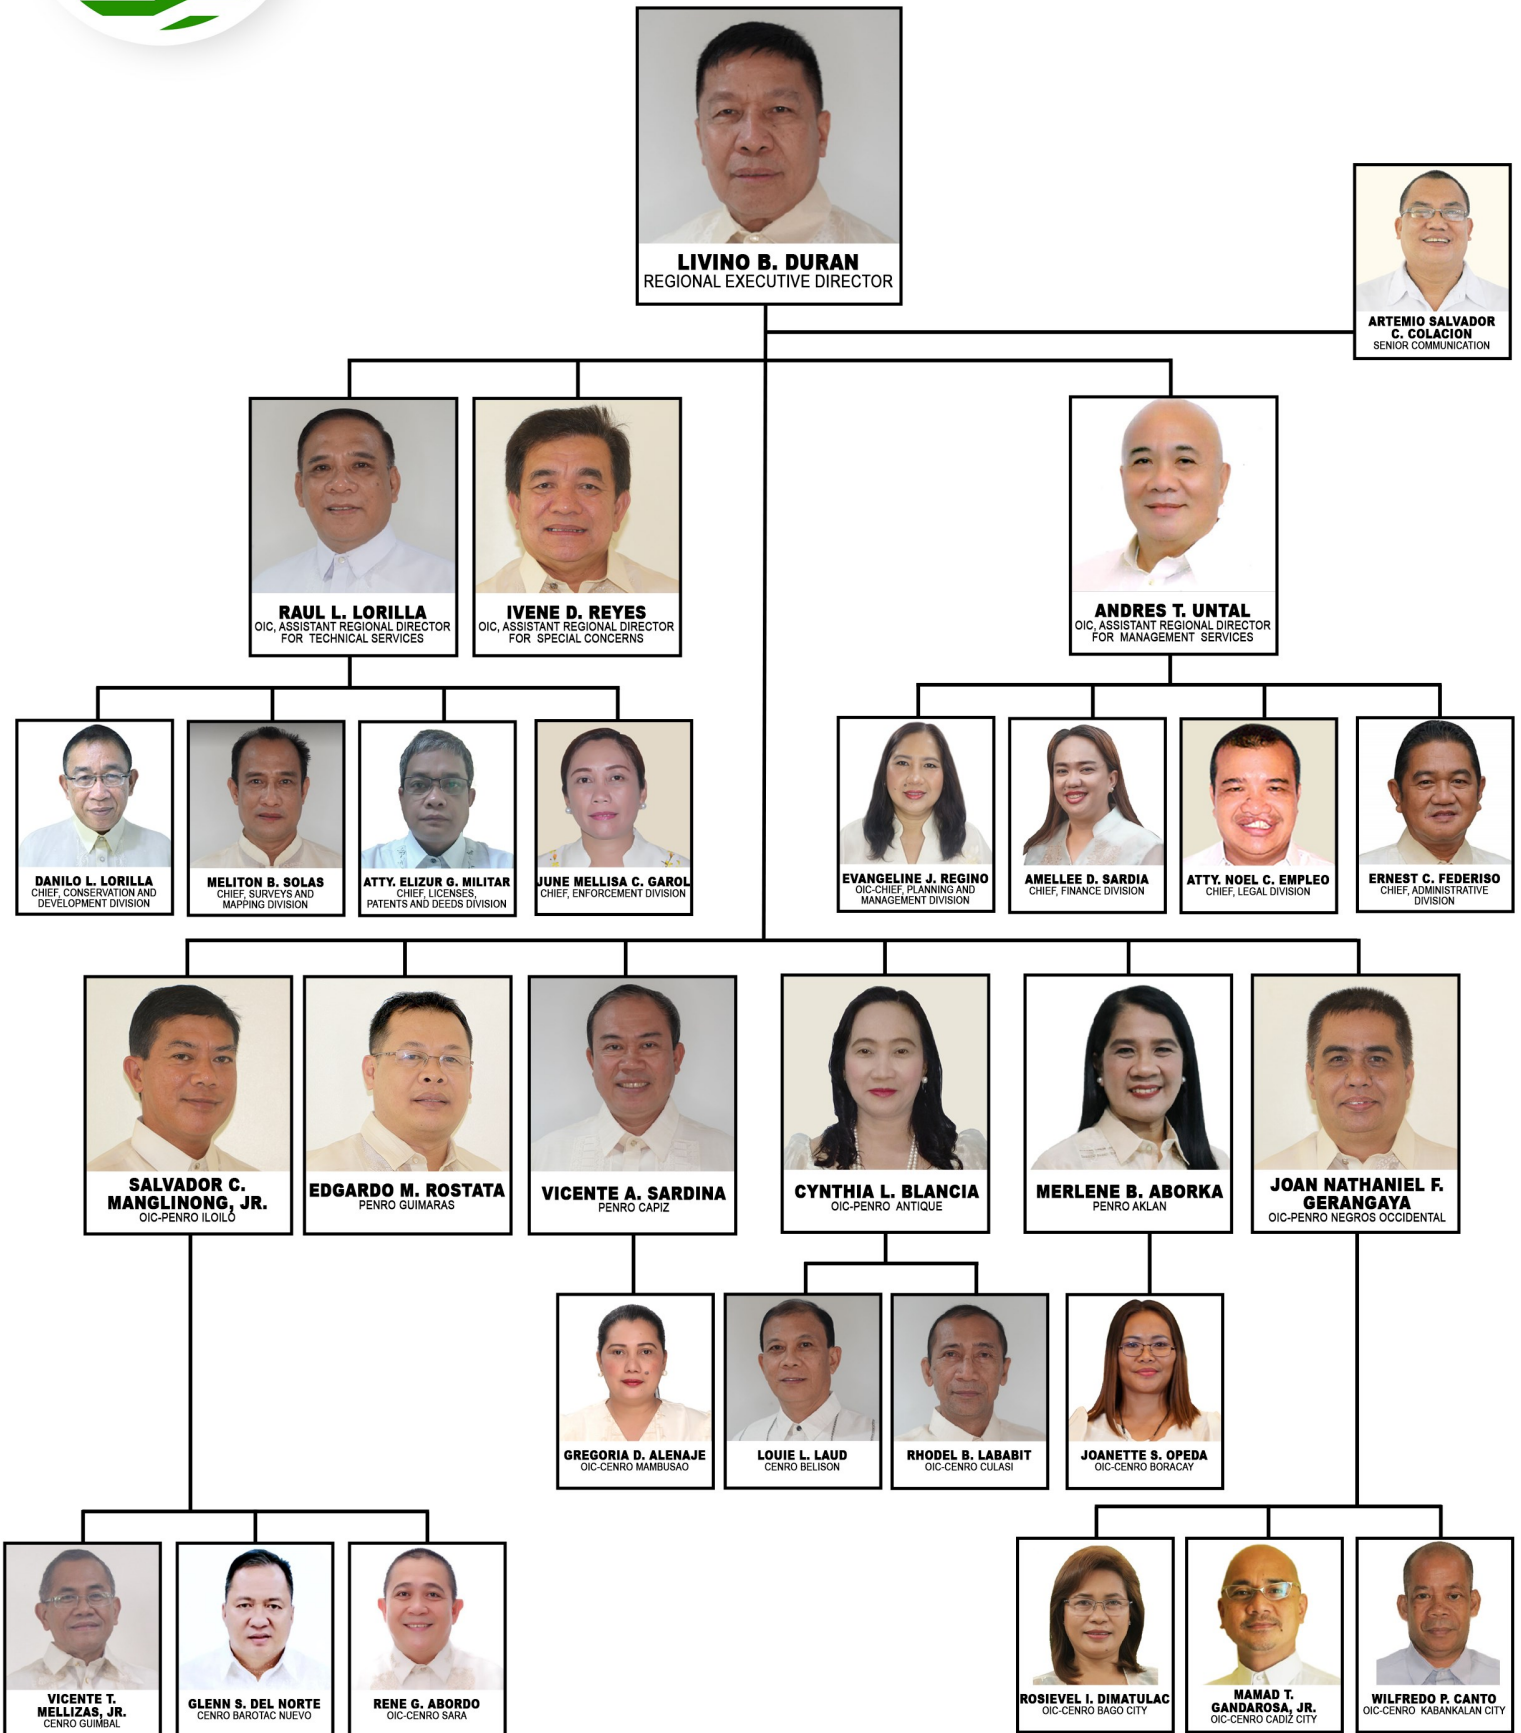 LIVINO B. DURAN
REGIONAL EXECUTIVE DIRECTOR
ARTEMIO SALVADOR
C. COLACION
SENIOR COMMUNICATION
RAUL L. LORILLA
OIC, ASSISTANT REGIONAL DIRECTOR
FOR TECHNICAL SERVICES
IVENE D. REYES
OIC, ASSISTANT REGIONAL DIRECTOR
FOR SPECIAL CONCERNS
ANDRES T. UNTAL
OIC, ASSISTANT REGIONAL DIRECTOR
FOR MANAGEMENT SERVICES
DANILO L. LORILLA
CHIEF, CONSERVATION AND
DEVELOPMENT DIVISION
MELITON B. SOLAS
CHIEF, SURVEYS AND
MAPPING DIVISION
ATTY. ELIZUR G. MILITAR
CHIEF, LICENSES,
PATENTS AND DEEDS DIVISION
JUNE MELLISA C. GAROL
CHIEF, ENFORCEMENT DIVISION
EVANGELINE J. REGINO
OIC-CHIEF, PLANNING AND
MANAGEMENT DIVISION
AMELLEE D. SARDIA
CHIEF, FINANCE DIVISION
ATTY. NOEL C. EMPLEO
CHIEF, LEGAL DIVISION
ERNEST C. FEDERISO
CHIEF, ADMINISTRATIVE
DIVISION
SALVADOR C.
MANGLINONG, JR.
OIC-PENRO ILOILO
EDGARDO M. ROSTATA
PENRO GUIMARAS
VICENTE A. SARDINA
PENRO CAPIZ
CYNTHIA L. BLANCIA
OIC-PENRO ANTIQUE
MERLENE B. ABORKA
PENRO AKLAN
JOAN NATHANIEL F.
GERANGAYA
OIC-PENRO NEGROS OCCIDENTAL
GREGORIA D. ALENAJE
OIC-CENRO MAMBUSAO
LOUIE L. LAUD
CENRO BELISON
RHODEL B. LABABIT
OIC-CENRO CULASI
JOANETTE S. OPEDA
OIC-CENRO BORACAY
VICENTE T.
MELLIZAS, JR.
CENRO GUIMBAL
GLENN S. DEL NORTE
CENRO BAROTAC NUEVO
RENE G. ABORDO
OIC-CENRO SARA
ROSIEVEL I. DIMATULAC
OIC-CENRO BAGO CITY
MAMAD T.
GANDAROSA, JR.
OIC-CENRO CADIZ CITY
WILFREDO P. CANTO
OIC-CENRO KABANKALAN CITY